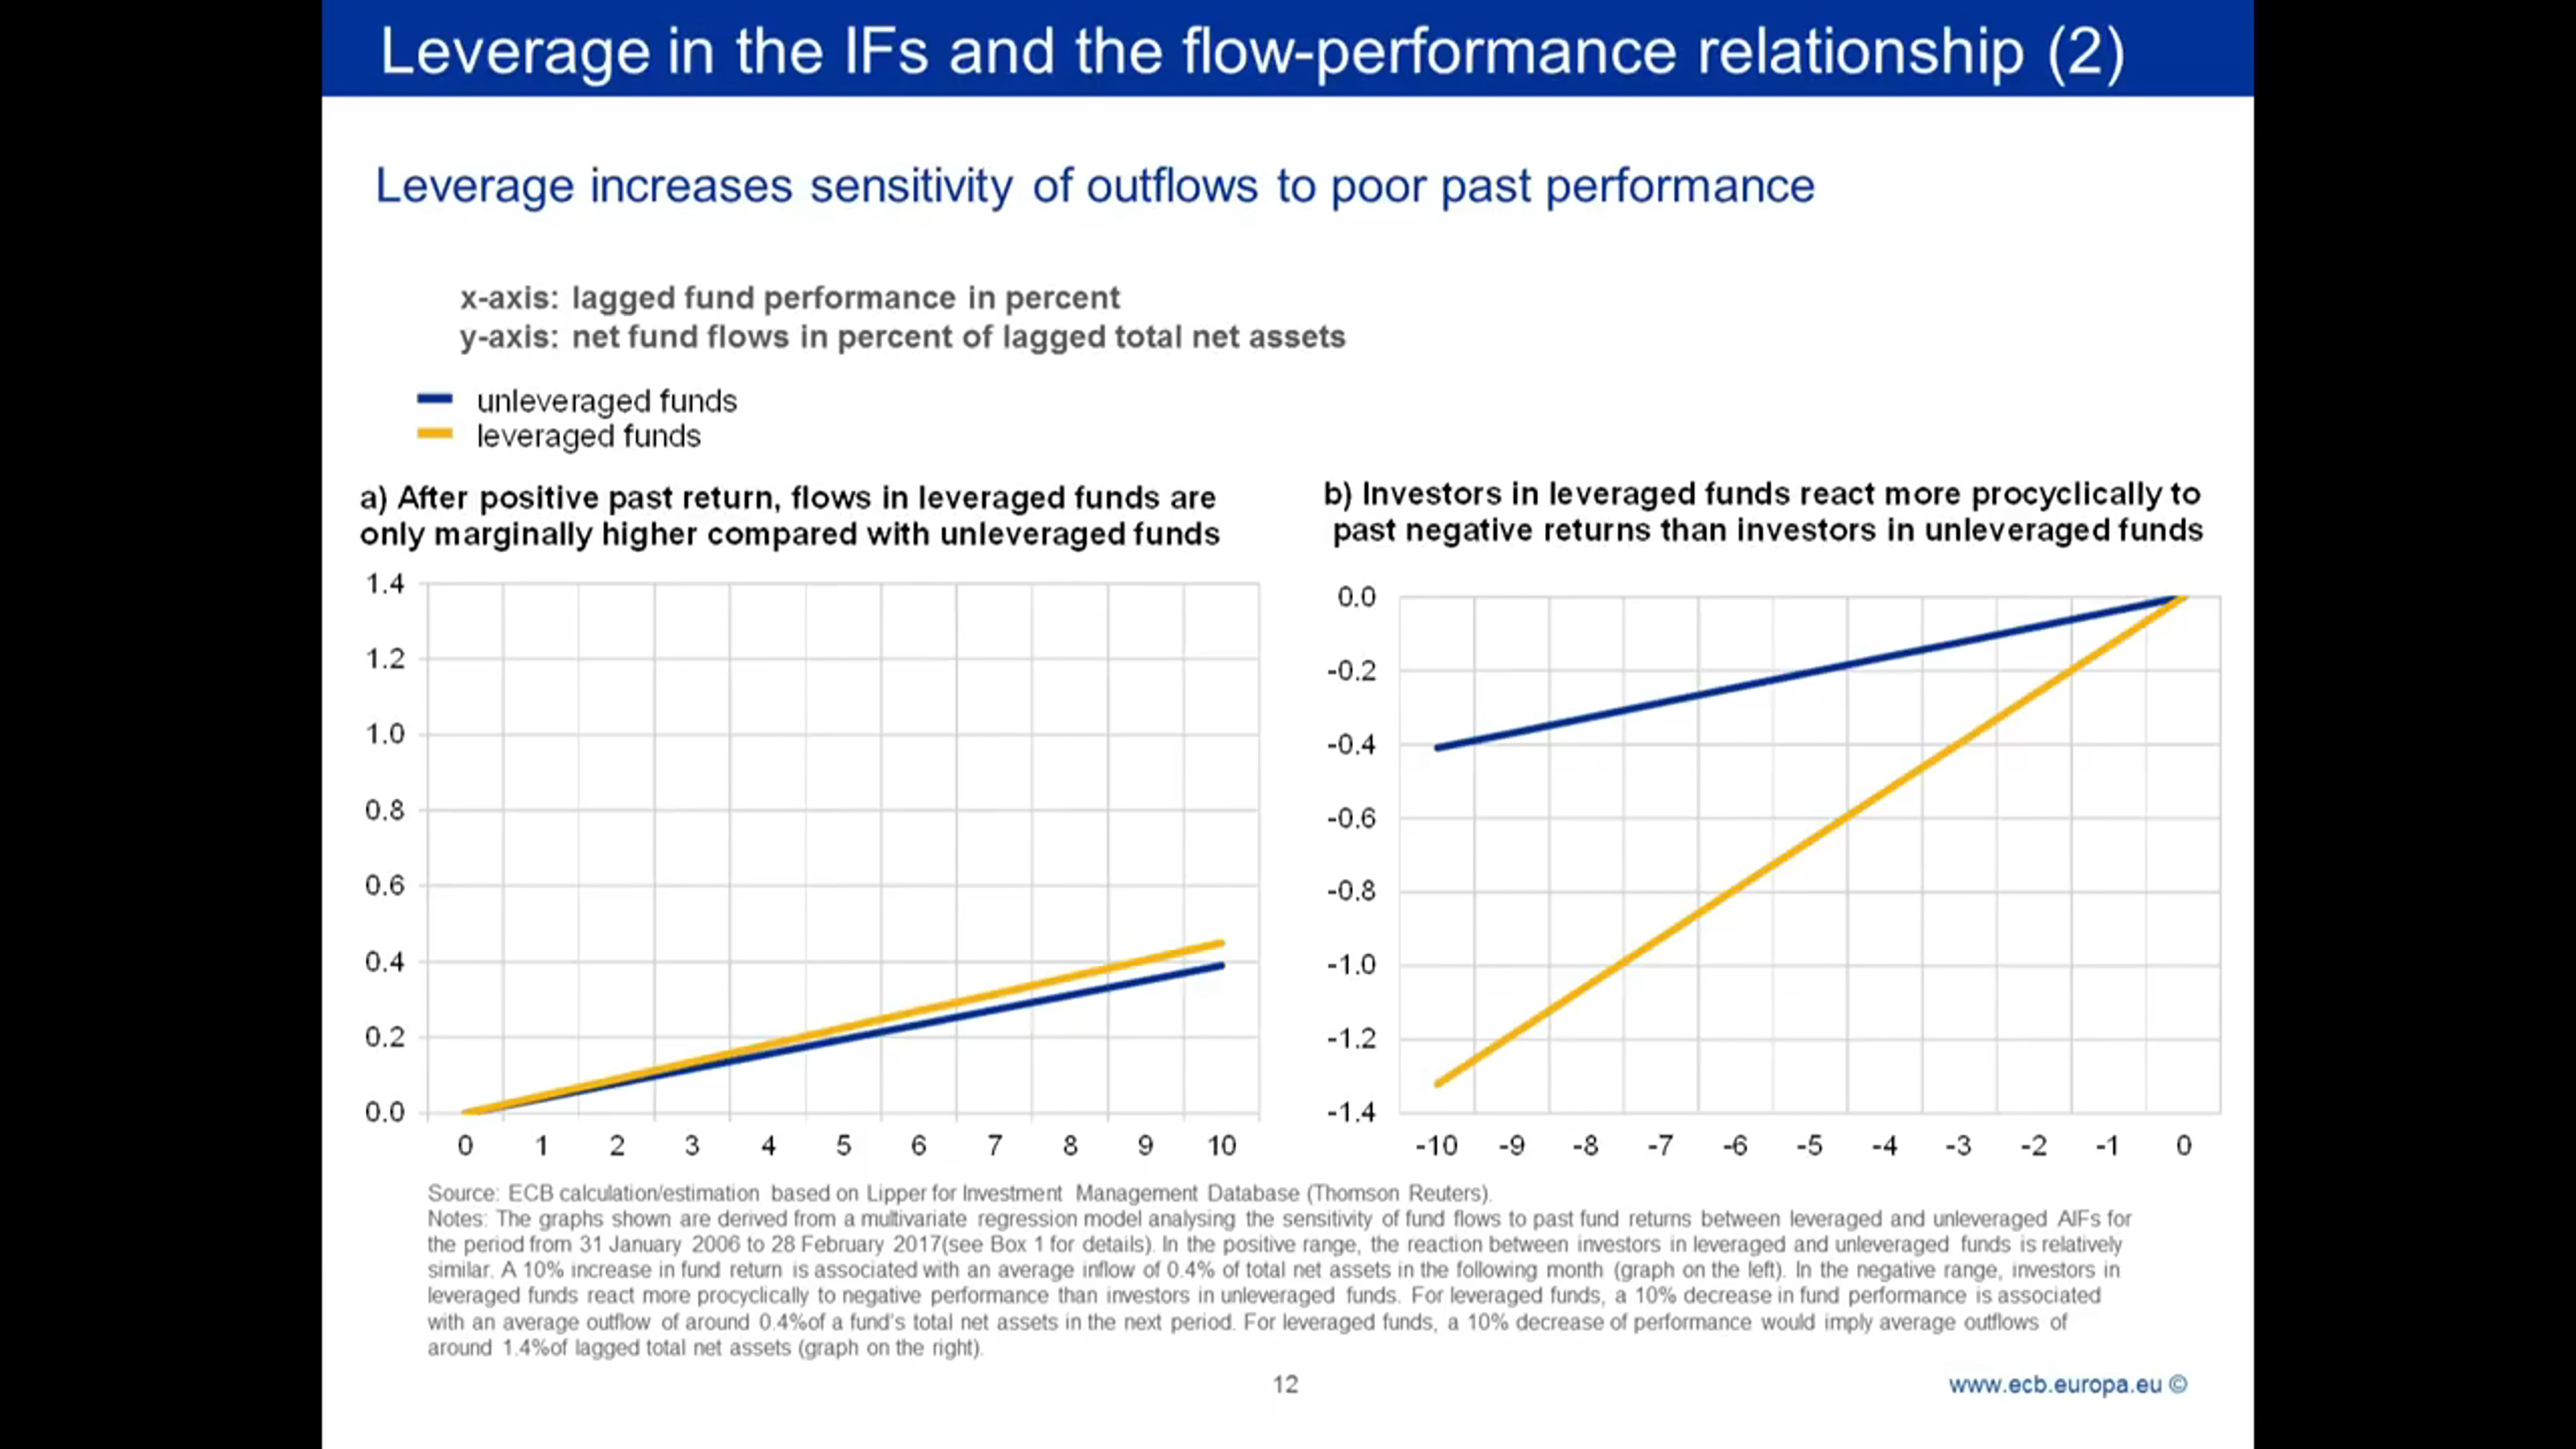 Leverage in the IFs and the flow-performance relationship (2)
Leverage increases sensitivity of outflows to poor past performance
x-axis: lagged fund performance in percent
y-axis: net fund flows in percent of lagged total net assets
unleveraged funds
leveraged funds
a) After positive past return, flows in leveraged funds are
only marginally higher compared with unleveraged funds
1.4
1.2
1.0
0.8
0.6
0.4
0.2
0.0
0 1 2 3 4 5 6 7 8 9 10
b) Investors in leveraged funds react more procyclically to
past negative returns than investors in unleveraged funds
0.0
-0.2
-0.4
-0.6
-0.8
-1.0
-1.2
-1.4
-10 -9 -8 -7 -6 -5 -4 -3 -2 -1 0
Source: ECB calculation/estimation based on Lipper for Investment Management Database (Thomson Reuters).
Notes: The graphs shown are derived from a multivariate regression model analysing the sensitivity of fund flows to past fund returns between leveraged and unleveraged AIFs for
the period from 31 January 2006 to 28 February 2017(see Box 1 for details). In the positive range, the reaction between investors in leveraged and unleveraged funds is relatively
similar. A 10% increase in fund return is associated with an average inflow of 0.4% of total net assets in the following month (graph on the left). In the negative range, investors in
leveraged funds react more procyclically to negative performance than investors in unleveraged funds. For leveraged funds, a 10% decrease in fund performance is associated
with an average outflow of around 0.4%of a fund's total net assets in the next period. For leveraged funds, a 10% decrease of performance would imply average outflows of
around 1.4%of lagged total net assets (graph on the right).
12
www.ecb.europa.eu ©